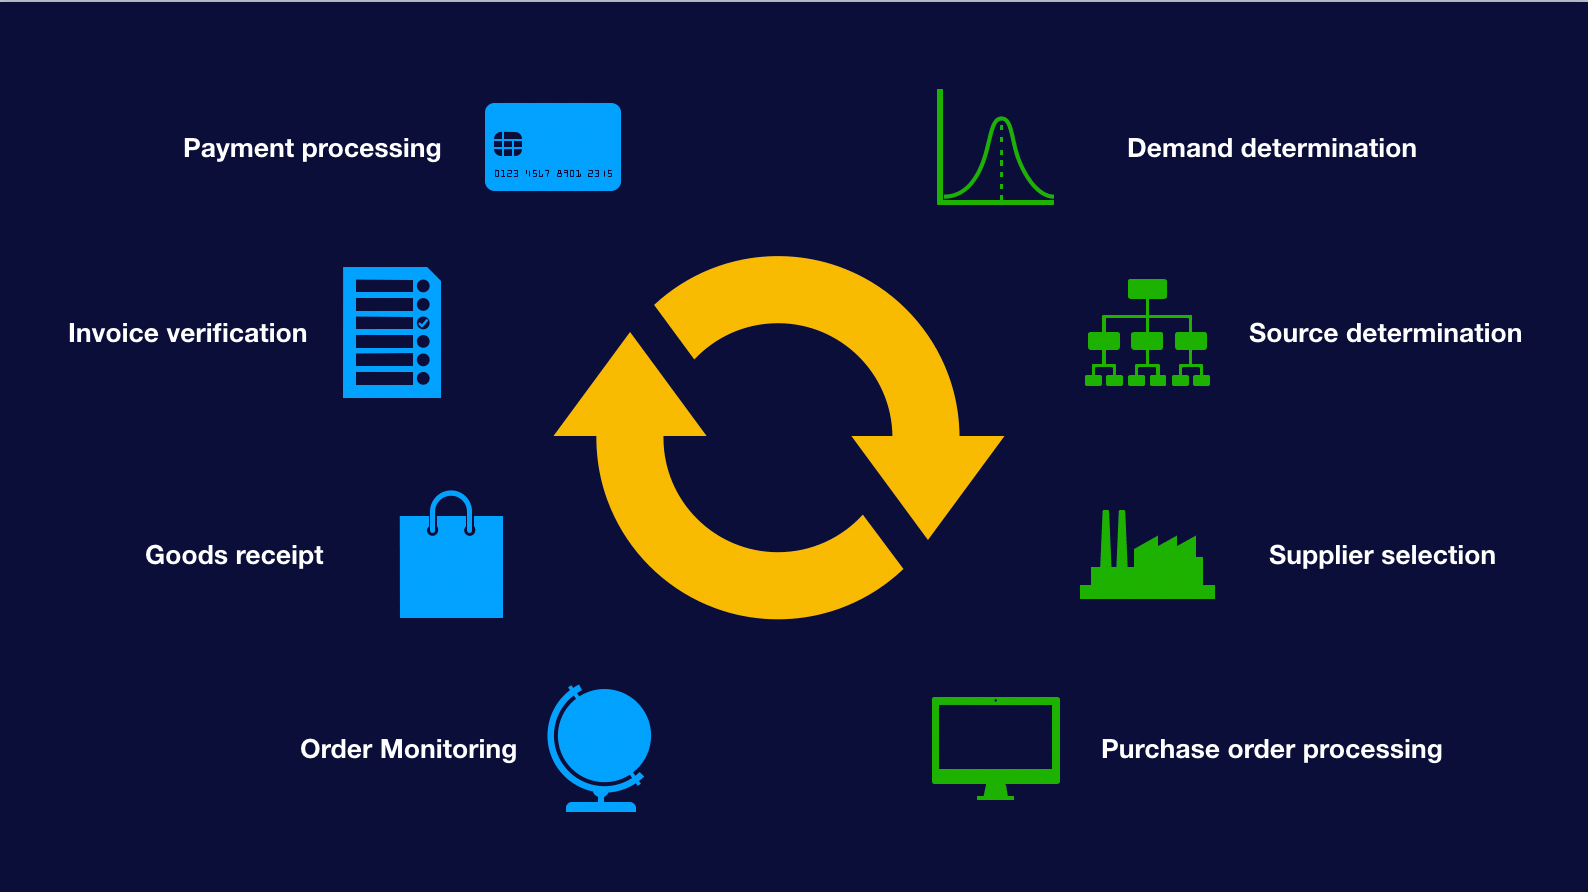 Payment processing
0123 4567 8901 2345
Demand determination
Invoice verification
Source determination
Goods receipt
Supplier selection
Order Monitoring
Purchase order processing